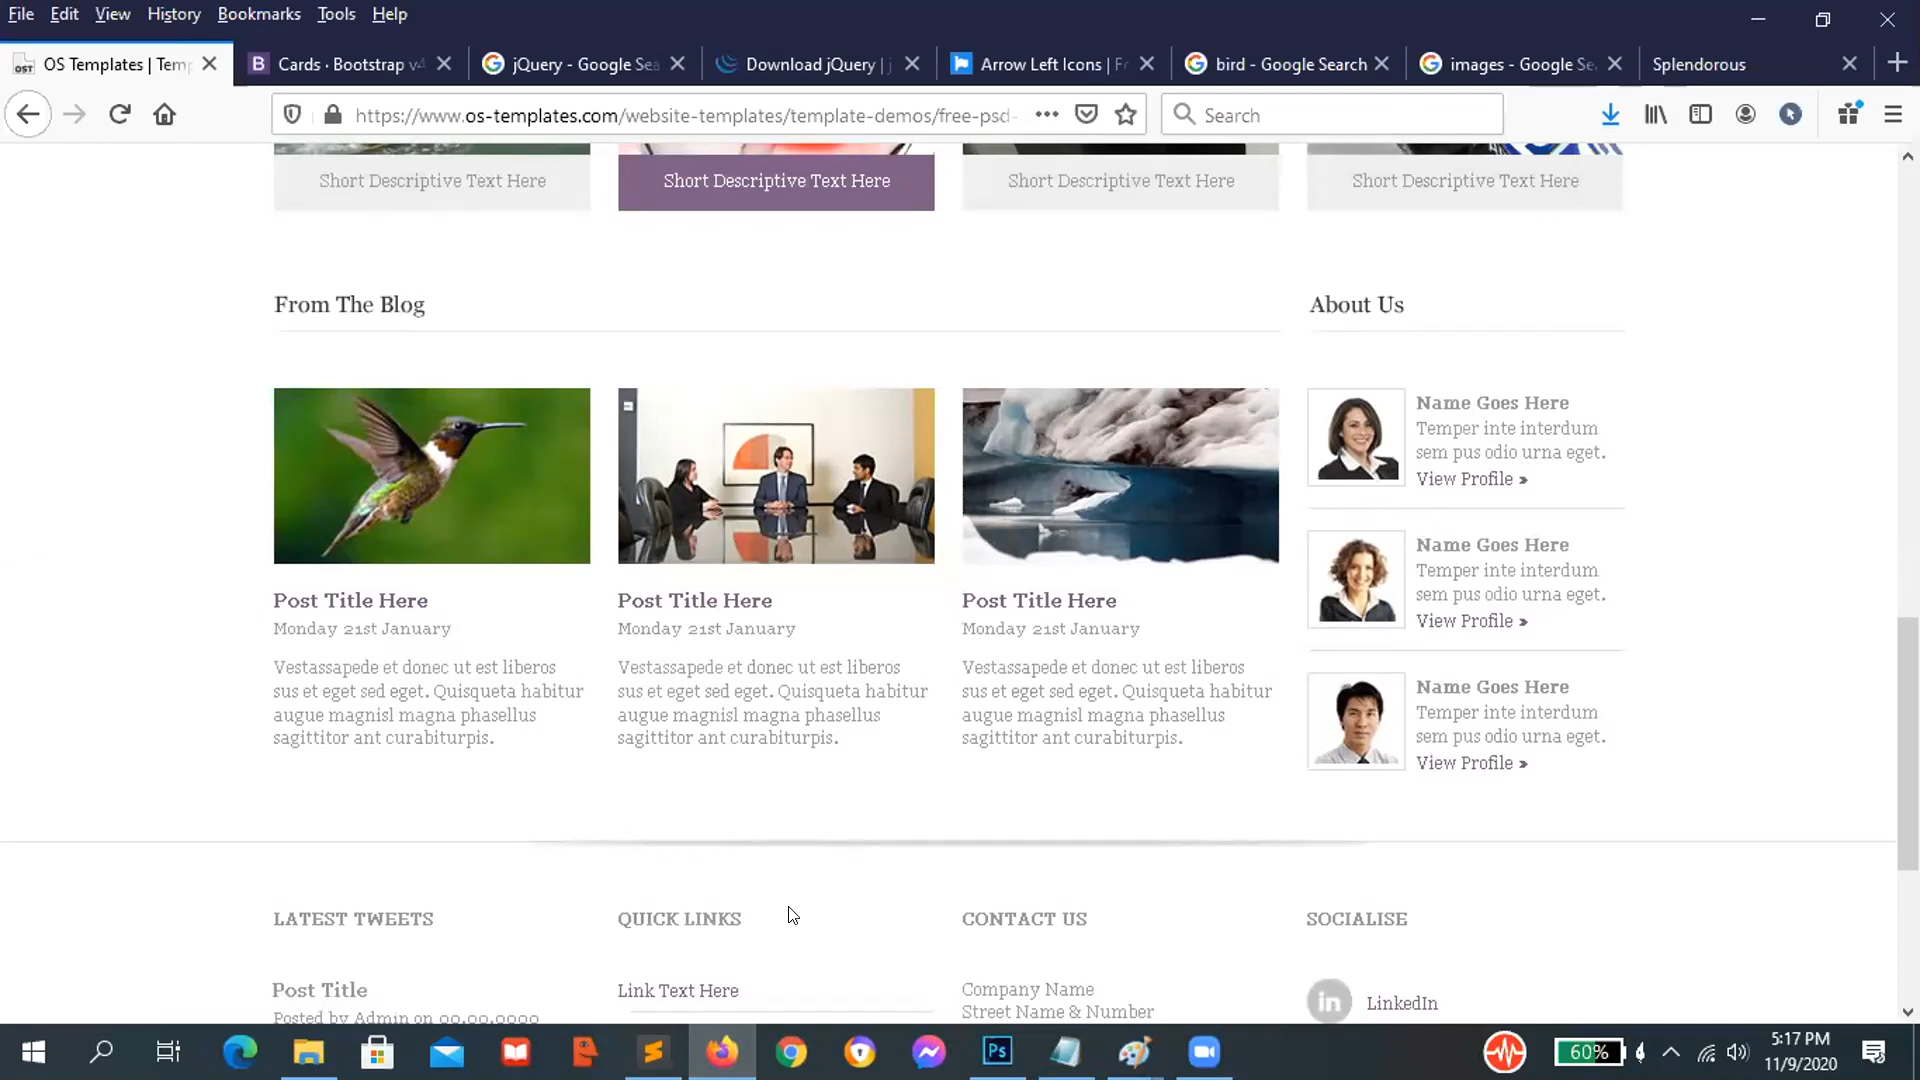 File Edit View History Bookmarks Tools Help
OS Templates | Temp
Cards · Bootstrap v4
jQuery - Google Sea
Download jQuery | j
Arrow Left Icons | Fr
bird - Google Search
images - Google Se
Splendorous
https://www.os-templates.com/website-templates/template-demos/free-psd-
Search
Short Descriptive Text Here
Short Descriptive Text Here
Short Descriptive Text Here
Short Descriptive Text Here
From The Blog
Post Title Here
Monday 21st January
Vestassapede et donec ut est liberos
sus et eget sed eget. Quisqueta habitur
augue magnisl magna phasellus
sagittitor ant curabiturpis.
Post Title Here
Monday 21st January
Vestassapede et donec ut est liberos
sus et eget sed eget. Quisqueta habitur
augue magnisl magna phasellus
sagittitor ant curabiturpis.
Post Title Here
Monday 21st January
Vestassapede et donec ut est liberos
sus et eget sed eget. Quisqueta habitur
augue magnisl magna phasellus
sagittitor ant curabiturpis.
About Us
Name Goes Here
Temper inte interdum
sem pus odio urna eget.
View Profile »
Name Goes Here
Temper inte interdum
sem pus odio urna eget.
View Profile »
Name Goes Here
Temper inte interdum
sem pus odio urna eget.
View Profile »
LATEST TWEETS
Post Title
Posted by Admin on 00.00.0000
QUICK LINKS
Link Text Here
CONTACT US
Company Name
Street Name & Number
SOCIALISE
in LinkedIn
Ps
60%
5:17 PM
11/9/2020